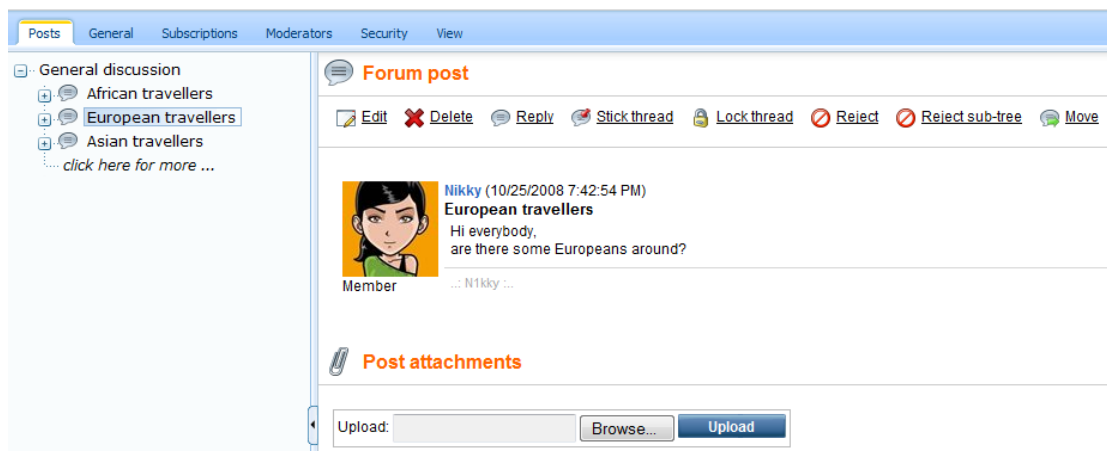 Posts General Subscriptions Moderators Security View
General discussion
African travellers
European travellers
Asian travellers
click here for more ...
Forum post
Edit Delete Reply Stick thread Lock thread Reject Reject sub-tree Move
Nikky (10/25/2008 7:42:54 PM)
European travellers
Hi everybody,
are there some Europeans around?
Member
..: N1kky :..
Post attachments
Upload: Browse... Upload